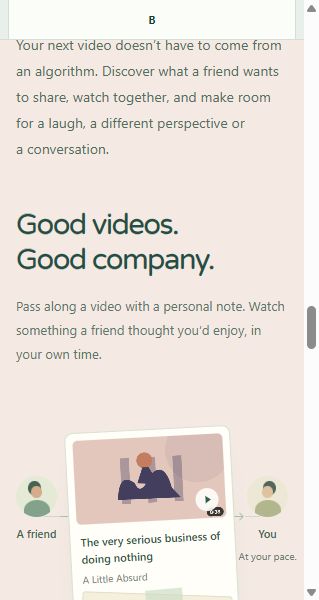 B
Your next video doesn't have to come from
an algorithm. Discover what a friend wants
to share, watch together, and make room
for a laugh, a different perspective or
a conversation.
Good videos.
Good company.
Pass along a video with a personal note. Watch
something a friend thought you'd enjoy, in
your own time.
0:39
A friend
The very serious business of
doing nothing
A Little Absurd
You
At your pace.